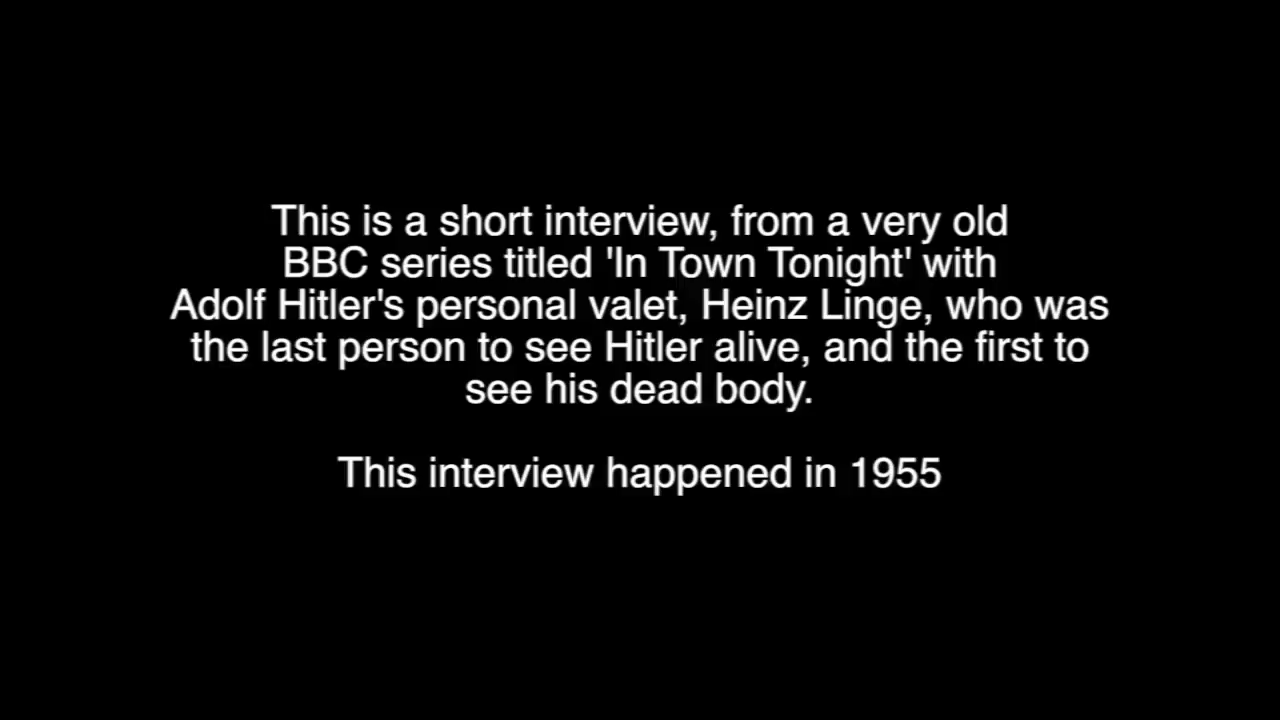 This is a short interview, from a very old
BBC series titled 'In Town Tonight' with
Adolf Hitler's personal valet, Heinz Linge, who was
the last person to see Hitler alive, and the first to
see his dead body.
This interview happened in 1955